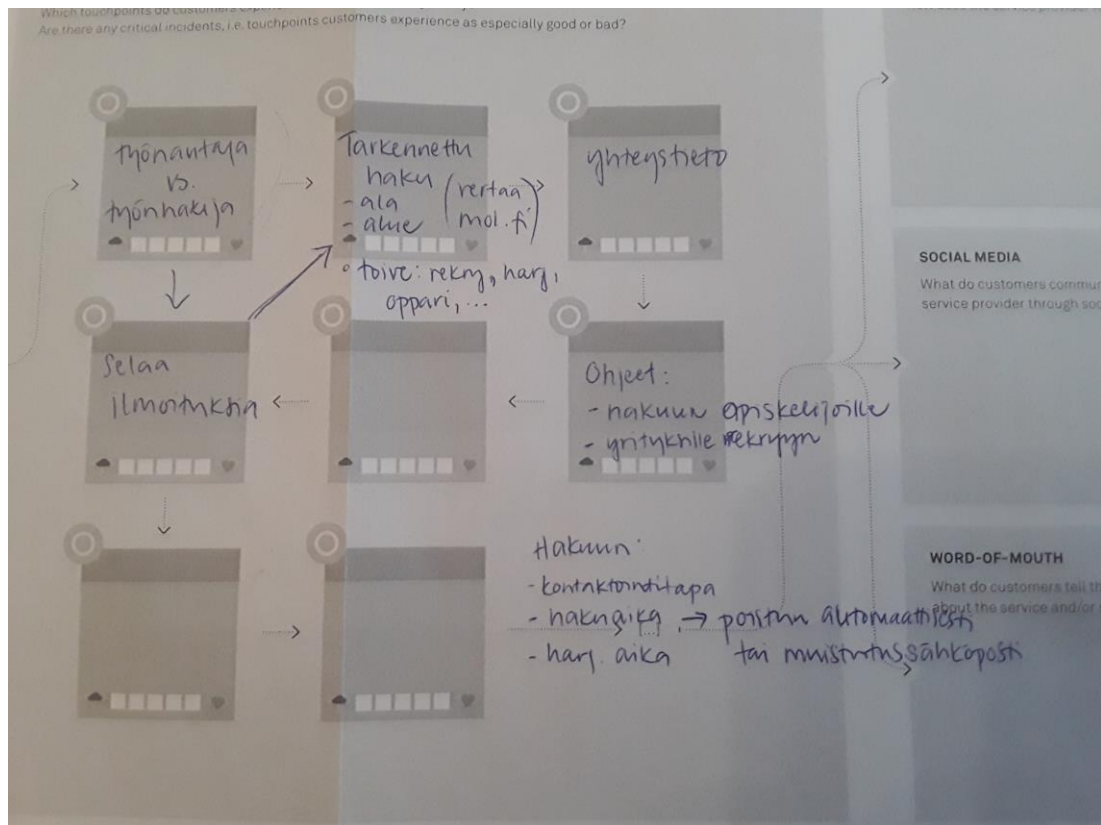 Which touchpoints do customers
Are there any critical incidents, i.e. touchpoints customers experience as especially good or bad?
työnantaja
vs.
työnhakija
Tarkennettu
haku
- ala
- alue
(rertaa
mol.fi)
• toive: rekry, harj,
oppari, ...
yhteystieto
Selaa
ilmoituksia
Ohjeet:
- hakuun opiskelijoille
- yrityksille rekryyn
Hakuun:
- kontaktointitapa
- hakuaika → poistuu automaattisesti
- harj. aika tai muistutussähköposti
SOCIAL MEDIA
What do customers commun
service provider through soc
WORD-OF-MOUTH
What do customers tell th
about the service and/or